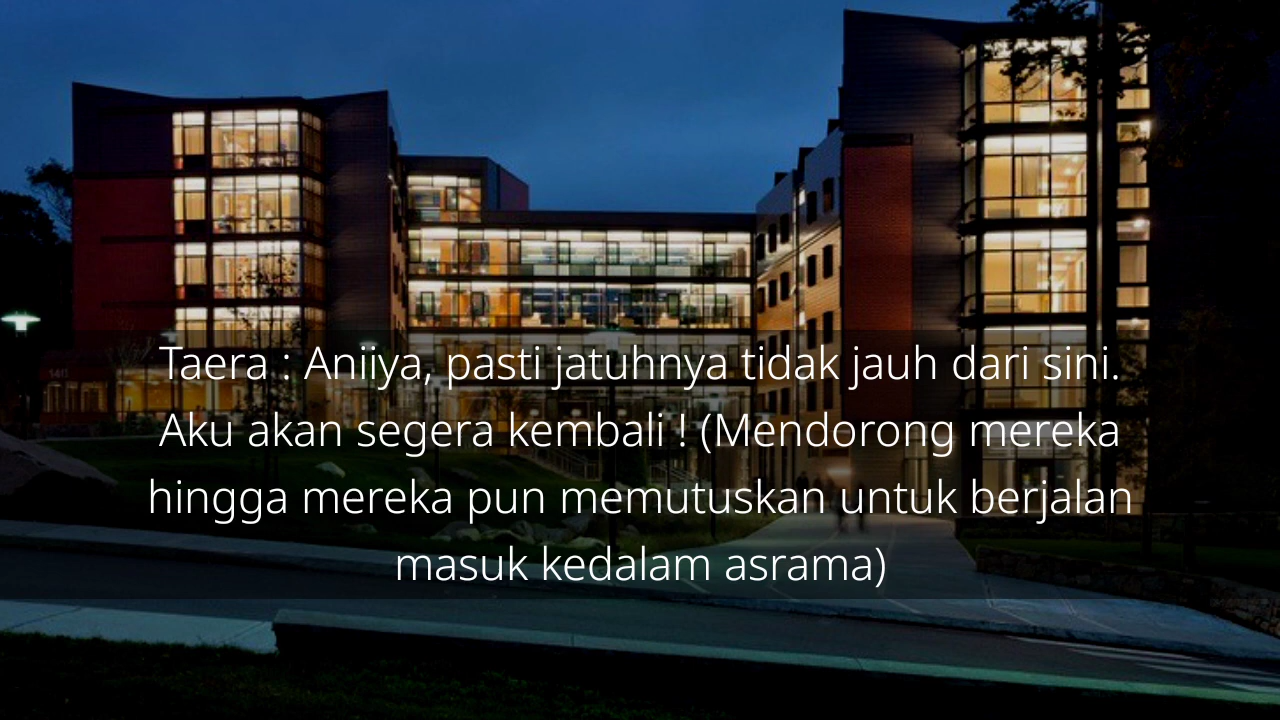 Taera : Aniiya, pasti jatuhnya tidak jauh dari sini.
Aku akan segera kembali ! (Mendorong mereka
hingga mereka pun memutuskan untuk berjalan
masuk kedalam asrama)